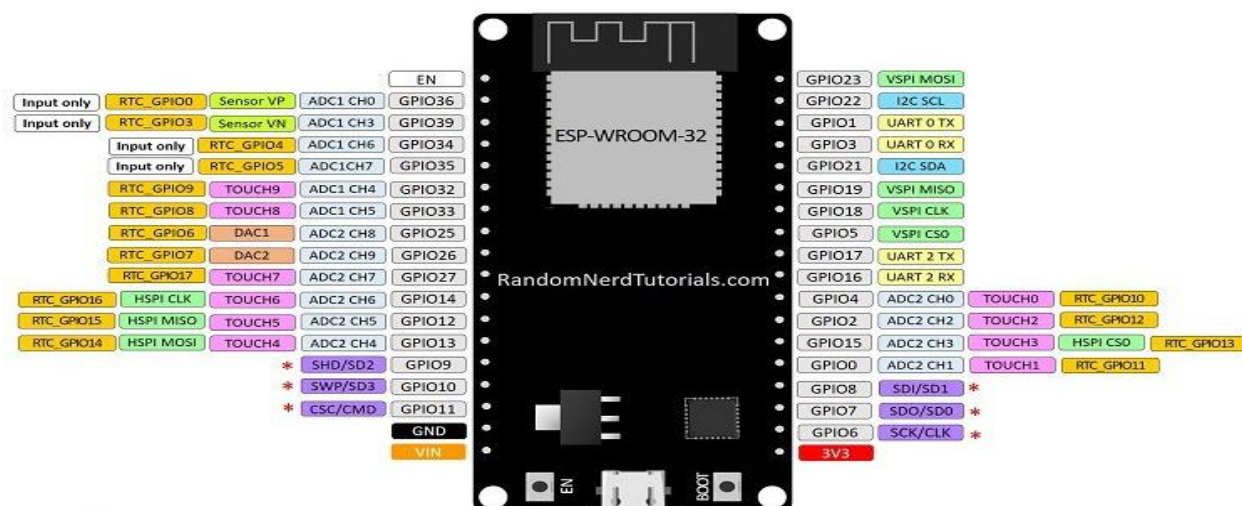 EN GPIO23 VSPI MOSI
Input only RTC_GPIO0 Sensor VP ADC1 CH0 GPIO36 GPIO22 I2C SCL
Input only RTC_GPIO3 Sensor VN ADC1 CH3 GPIO39 GPIO1 UART 0 TX
ESP-WROOM-32
Input only RTC_GPIO4 ADC1 CH6 GPIO34 GPIO3 UART 0 RX
Input only RTC_GPIO5 ADC1CH7 GPIO35 GPIO21 I2C SDA
RTC_GPIO9 TOUCH9 ADC1 CH4 GPIO32 GPIO19 VSPI MISO
RTC_GPIO8 TOUCH8 ADC1 CH5 GPIO33 GPIO18 VSPI CLK
RTC_GPIO6 DAC1 ADC2 CH8 GPIO25 GPIO5 VSPI CS0
RTC_GPIO7 DAC2 ADC2 CH9 GPIO26 GPIO17 UART 2 TX
RTC_GPIO17 TOUCH7 ADC2 CH7 GPIO27 RandomNerdTutorials.com GPIO16 UART 2 RX
RTC_GPIO16 HSPI CLK TOUCH6 ADC2 CH6 GPIO14 GPIO4 ADC2 CH0 TOUCH0 RTC_GPIO10
RTC_GPIO15 HSPI MISO TOUCH5 ADC2 CH5 GPIO12 GPIO2 ADC2 CH2 TOUCH2 RTC_GPIO12
RTC_GPIO14 HSPI MOSI TOUCH4 ADC2 CH4 GPIO13 GPIO15 ADC2 CH3 TOUCH3 HSPI CS0 RTC_GPIO13
* SHD/SD2 GPIO9 GPIO0 ADC2 CH1 TOUCH1 RTC_GPIO11
* SWP/SD3 GPIO10 GPIO8 SDI/SD1 *
* CSC/CMD GPIO11 GPIO7 SDO/SD0 *
GND GPIO6 SCK/CLK *
VIN 3V3
EN BOOT